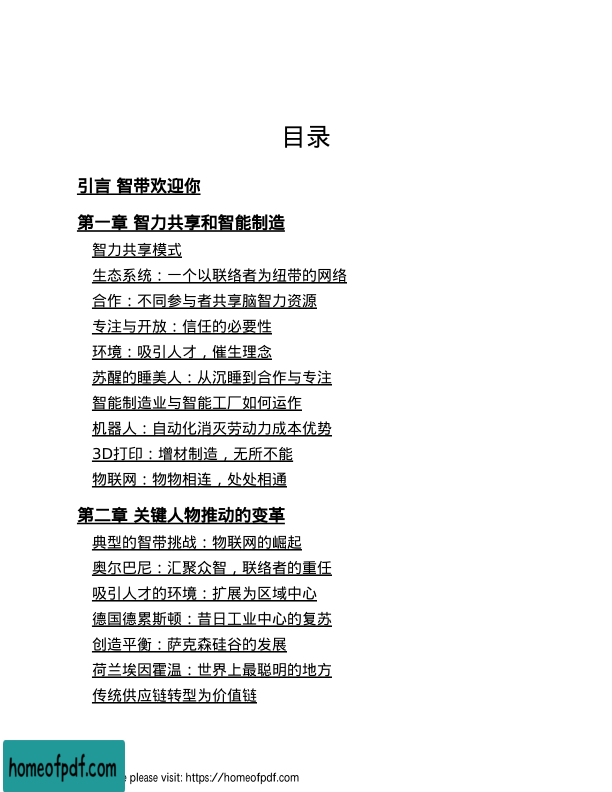 目录
引言 智带欢迎你
第一章 智力共享和智能制造
智力共享模式
生态系统：一个以联络者为纽带的网络
合作：不同参与者共享脑智力资源
专注与开放：信任的必要性
环境：吸引人才，催生理念
苏醒的睡美人：从沉睡到合作与专注
智能制造业与智能工厂如何运作
机器人：自动化消灭劳动力成本优势
3D打印：增材制造，无所不能
物联网：物物相连，处处相通
第二章 关键人物推动的变革
典型的智带挑战：物联网的崛起
奥尔巴尼：汇聚众智，联络者的重任
吸引人才的环境：扩展为区域中心
德国德累斯顿：昔日工业中心的复苏
创造平衡：萨克森硅谷的发展
荷兰埃因霍温：世界上最聪明的地方
传统供应链转型为价值链
homeofpdf.com
e please visit: https://homeofpdf.com